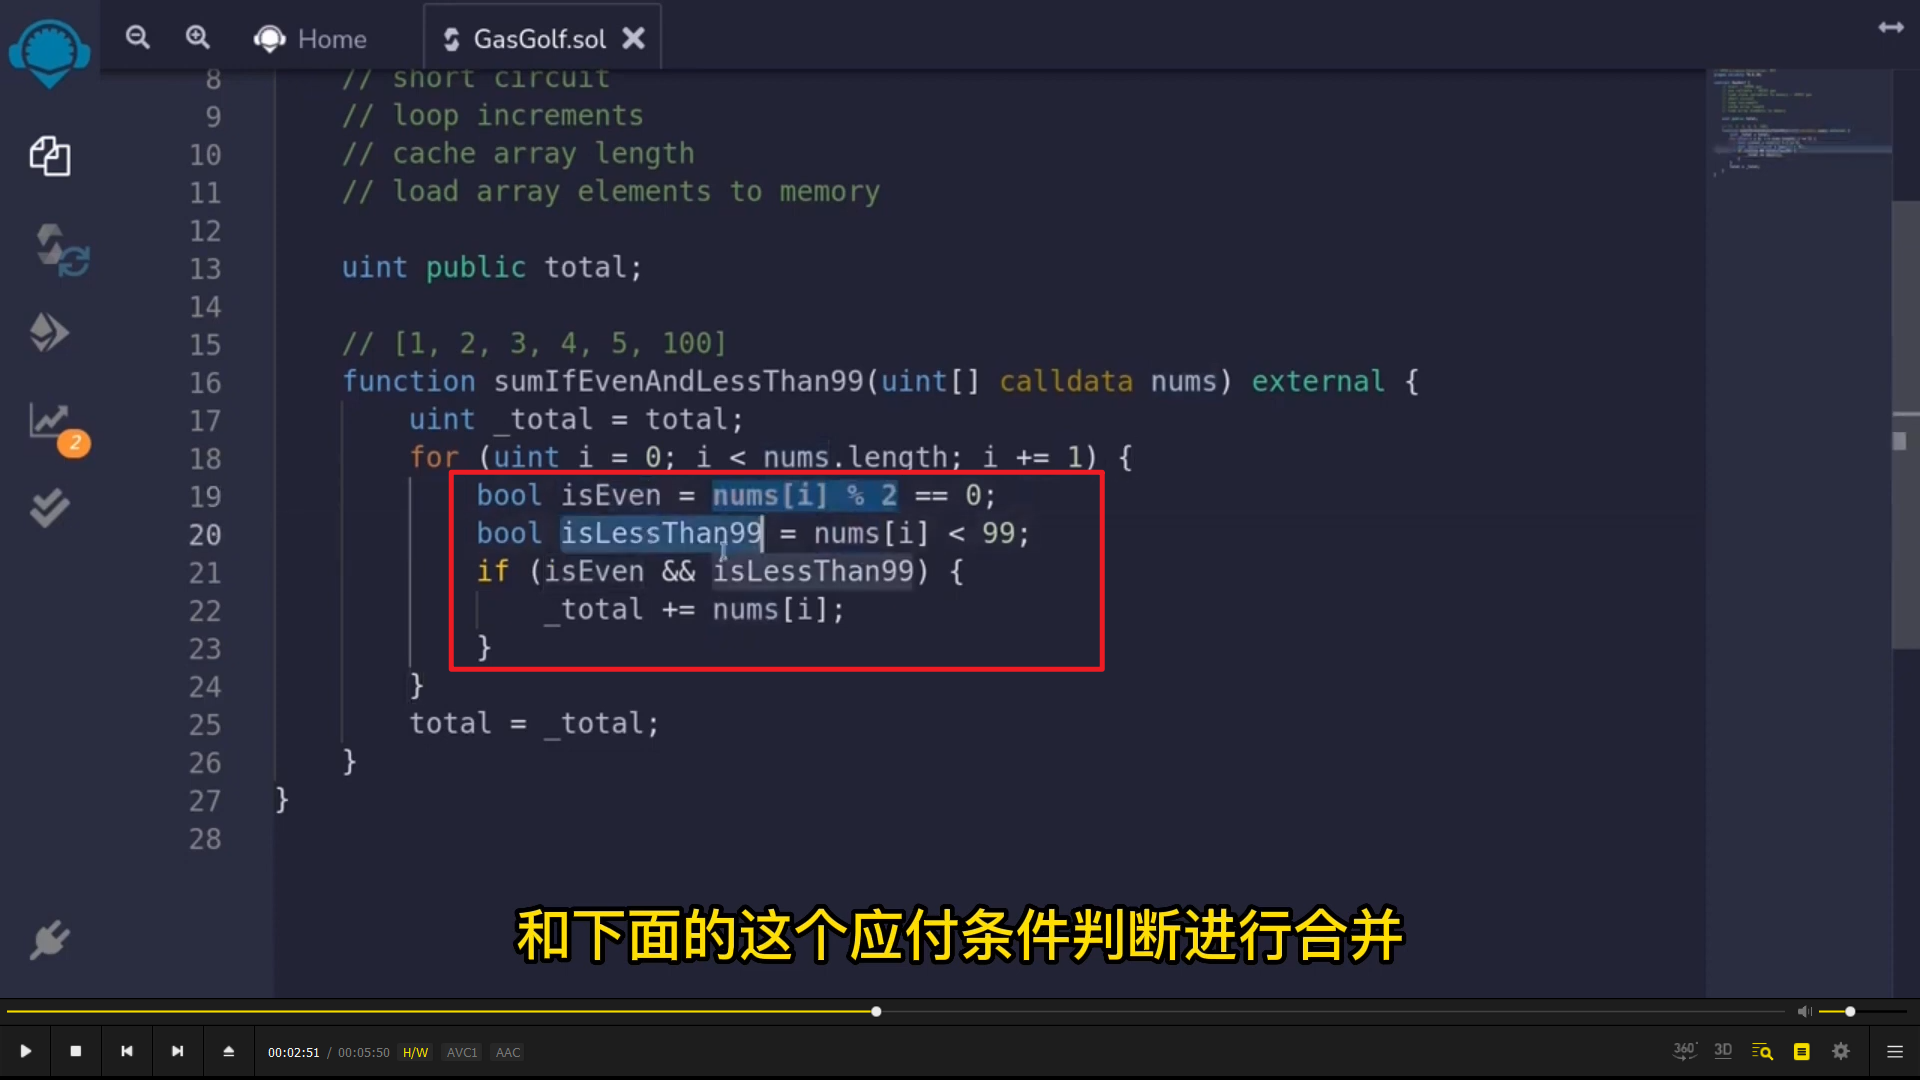 Home
GasGolf.sol
8 // short circuit
9 // loop increments
10 // cache array length
11 // load array elements to memory
12
13 uint public total;
14
15 // [1, 2, 3, 4, 5, 100]
16 function sumIfEvenAndLessThan99(uint[] calldata nums) external {
17 uint _total = total;
18 for (uint i = 0; i < nums.length; i += 1) {
19 bool isEven = nums[i] % 2 == 0;
20 bool isLessThan99 = nums[i] < 99;
21 if (isEven && isLessThan99) {
22 _total += nums[i];
23 }
24 }
25 total = _total;
26 }
27 }
28
2
和下面的这个应付条件判断进行合并
00:02:51 / 00:05:50 H/W AVC1 AAC
360° 3D